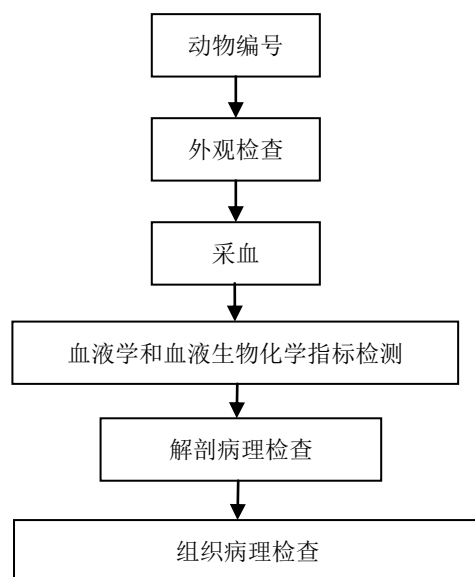 动物编号
外观检查
采血
血液学和血液生物化学指标检测
解剖病理检查
组织病理检查